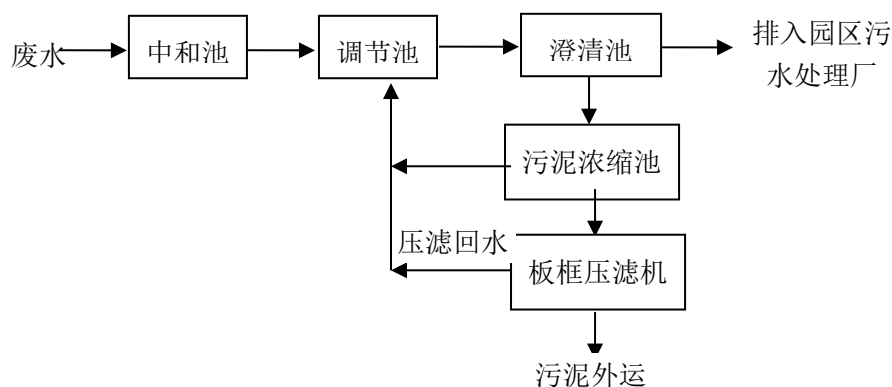 废水
中和池
调节池
澄清池
排入园区污
水处理厂
污泥浓缩池
压滤回水
板框压滤机
污泥外运